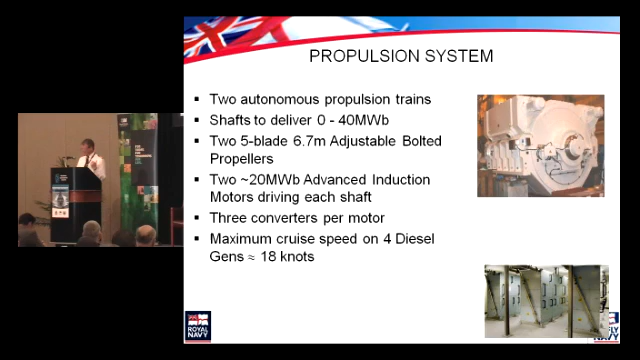 PROPULSION SYSTEM
▪ Two autonomous propulsion trains
▪ Shafts to deliver 0 - 40MWb
▪ Two 5-blade 6.7m Adjustable Bolted
Propellers
▪ Two ~20MWb Advanced Induction
Motors driving each shaft
▪ Three converters per motor
▪ Maximum cruise speed on 4 Diesel
Gens ≈ 18 knots
ROYAL
NAVY